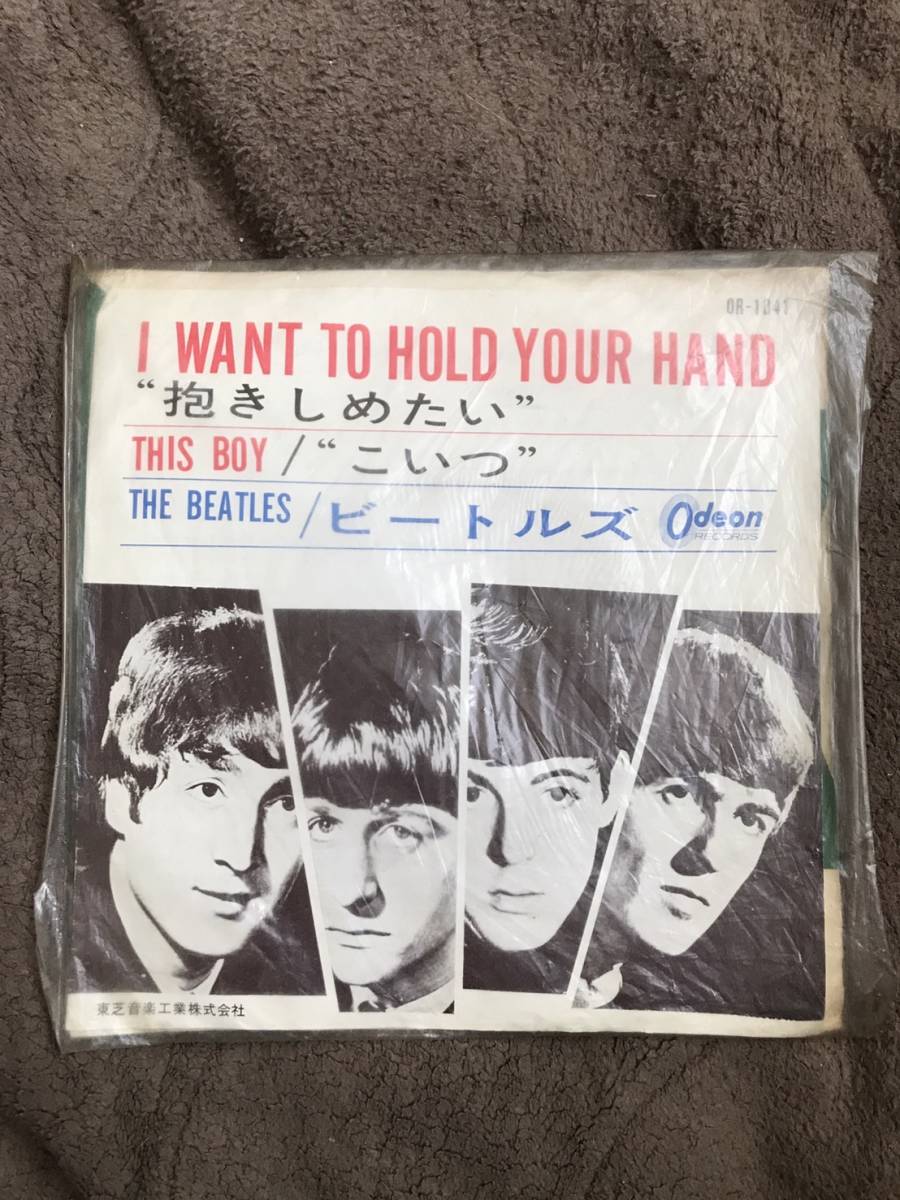 OR-1041
I WANT TO HOLD YOUR HAND
“抱きしめたい”
THIS BOY / “こいつ”
THE BEATLES / ビートルズ Odeon
RECORDS
東芝音楽工業株式会社